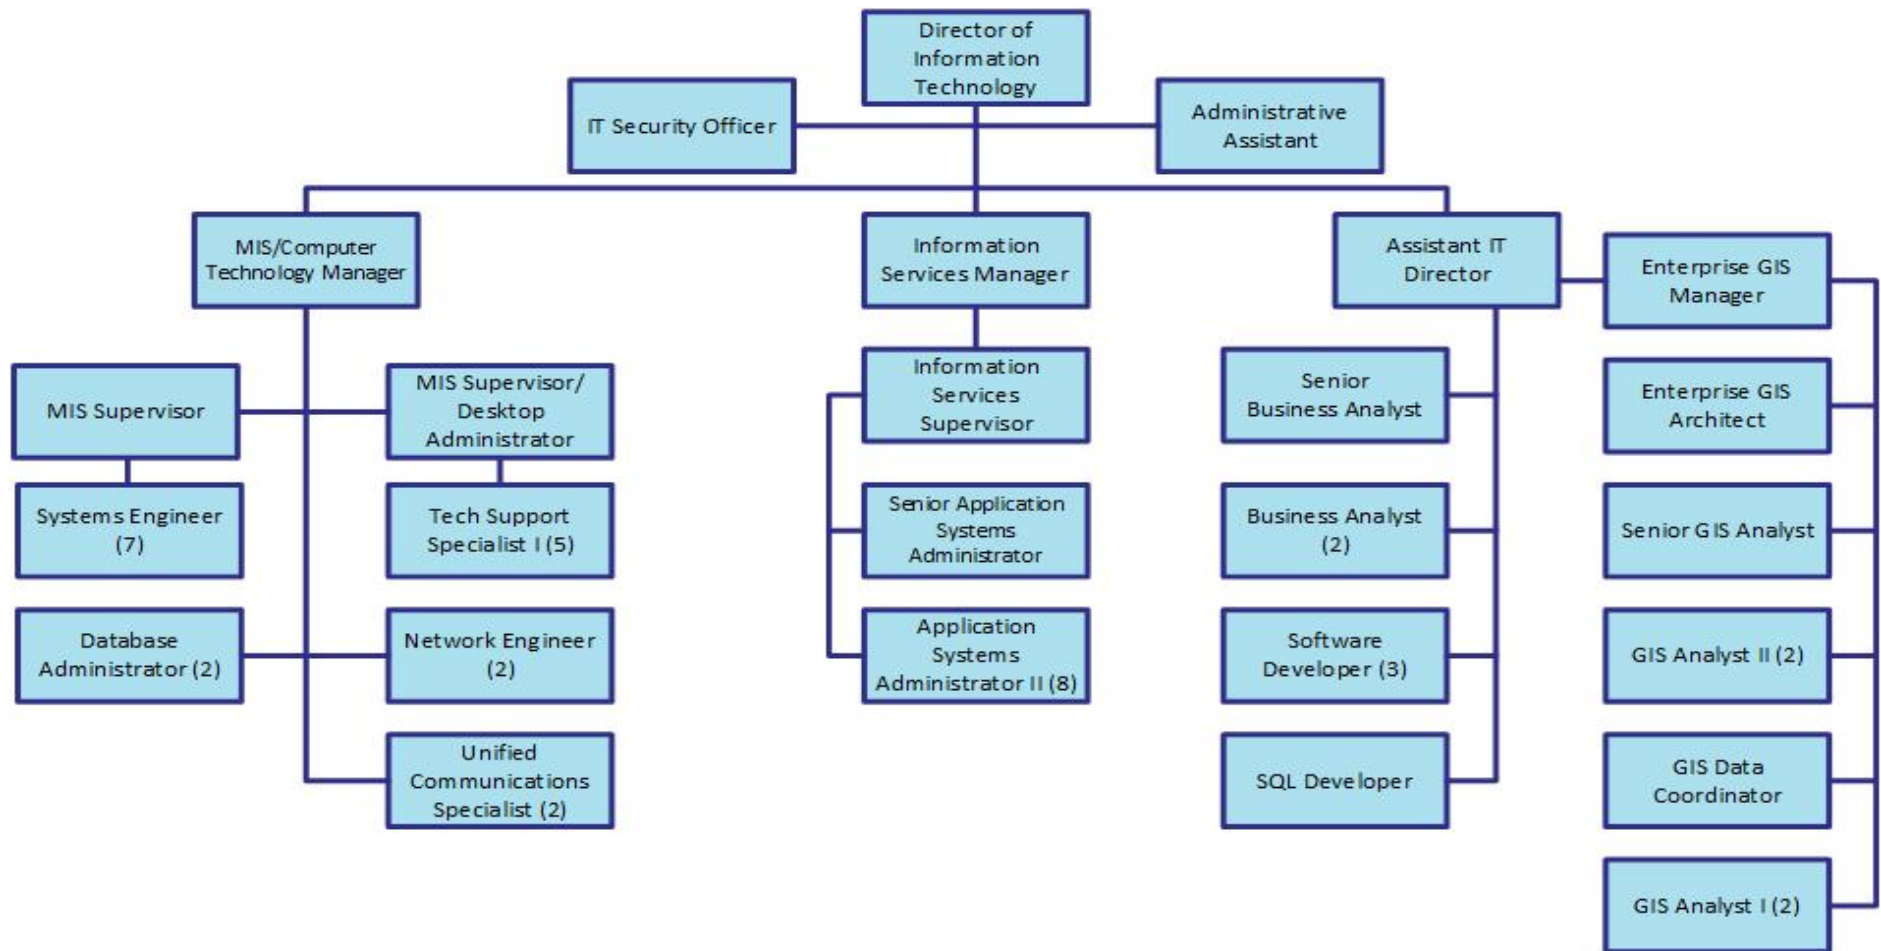 Director of
Information
Technology
IT Security Officer
Administrative
Assistant
MIS/Computer
Technology Manager
Information
Services Manager
Assistant IT
Director
Enterprise GIS
Manager
MIS Supervisor
MIS Supervisor/
Desktop
Administrator
Information
Services
Supervisor
Senior
Business Analyst
Enterprise GIS
Architect
Systems Engineer
(7)
Tech Support
Specialist I (5)
Senior Application
Systems
Administrator
Business Analyst
(2)
Senior GIS Analyst
Database
Administrator (2)
Network Engineer
(2)
Application
Systems
Administrator II (8)
Software
Developer (3)
GIS Analyst II (2)
Unified
Communications
Specialist (2)
SQL Developer
GIS Data
Coordinator
GIS Analyst I (2)